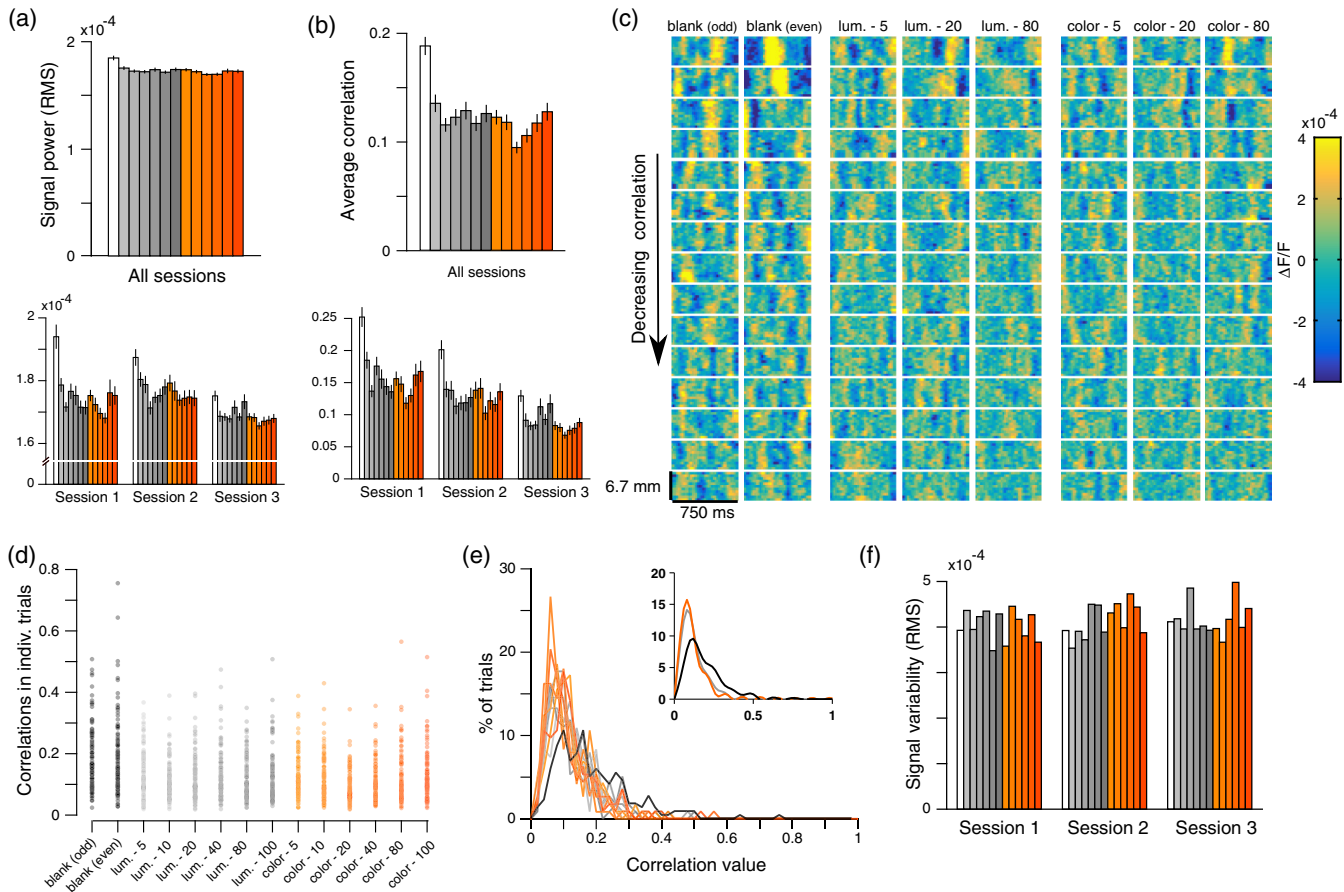 (a)
×10⁻⁴
2
1
0
Signal power (RMS)
All sessions
×10⁻⁴
2
1.8
1.6
0
Session 1
Session 2
Session 3
(b)
0.2
0.1
0
Average correlation
All sessions
0.25
0.2
0.15
0.1
0.05
0
Session 1
Session 2
Session 3
(c)
blank (odd)
blank (even)
lum. - 5
lum. - 20
lum. - 80
color - 5
color - 20
color - 80
Decreasing correlation
6.7 mm
750 ms
×10⁻⁴
4
2
0
-2
-4
ΔF/F
(d)
Correlations in indiv. trials
0.8
0.6
0.4
0.2
0
blank (odd)
blank (even)
lum. - 5
lum. - 10
lum. - 20
lum. - 40
lum. - 80
lum. - 100
color - 5
color - 10
color - 20
color - 40
color - 80
color - 100
(e)
% of trials
30
20
10
5
0
0
0.2
0.4
0.6
0.8
1
Correlation value
20
15
10
5
0
0
0.5
1
(f)
×10⁻⁴
5
0
Signal variability (RMS)
Session 1
Session 2
Session 3